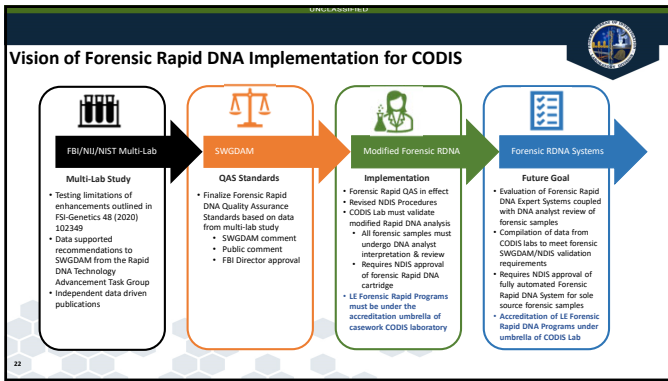 UNCLASSIFIED
Vision of Forensic Rapid DNA Implementation for CODIS
FBI/NIJ/NIST Multi-Lab
Multi-Lab Study
• Testing limitations of
enhancements outlined in
FSI-Genetics 48 (2020)
102349
• Data supported
recommendations to
SWGDAM from the Rapid
DNA Technology
Advancement Task Group
• Independent data driven
publications
SWGDAM
QAS Standards
• Finalize Forensic Rapid
DNA Quality Assurance
Standards based on data
from multi-lab study
• SWGDAM comment
• Public comment
• FBI Director approval
Modified Forensic RDNA
Implementation
• Forensic Rapid QAS in effect
• Revised NDIS Procedures
• CODIS Lab must validate
modified Rapid DNA analysis
• All forensic samples must
undergo DNA analyst
interpretation & review
• Requires NDIS approval
of forensic Rapid DNA
cartridge
• LE Forensic Rapid Programs
must be under the
accreditation umbrella of
casework CODIS laboratory
Forensic RDNA Systems
Future Goal
• Evaluation of Forensic Rapid
DNA Expert Systems coupled
with DNA analyst review of
forensic samples
• Compilation of data from
CODIS labs to meet forensic
SWGDAM/NDIS validation
requirements
• Requires NDIS approval of
fully automated Forensic
Rapid DNA System for sole
source forensic samples
• Accreditation of LE Forensic
Rapid DNA Programs under
umbrella of CODIS Lab
22